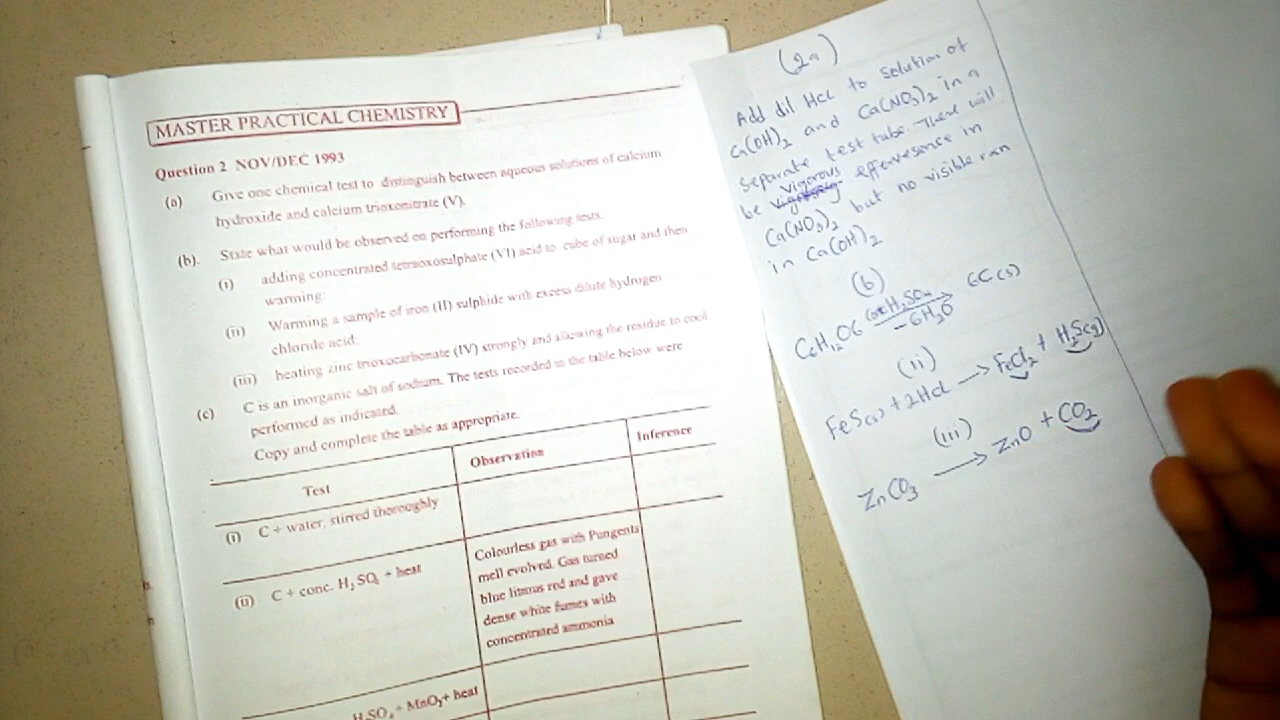 MASTER PRACTICAL CHEMISTRY
Question 2 NOV/DEC 1993
(a) Give one chemical test to distinguish between aqueous solutions of calcium
hydroxide and calcium trioxonitrate (V).
(b). State what would be observed on performing the following tests.
(i) adding concentrated tetraoxosulphate (VI) acid to cube of sugar and then
warming:
(ii) Warming a sample of iron (II) sulphide with excess dilute hydrogen
chloride acid;
(iii) heating zinc trioxocarbonate (IV) strongly and allowing the residue to cool
(c) C is an inorganic salt of sodium. The tests recorded in the table below were
performed as indicated.
Copy and complete the table as appropriate.
Test Observation Inference
(i) C + water, stirred thoroughly
(ii) C + conc. H₂SO₄ + heat
Colourless gas with Pungents
mell evolved. Gas turned
blue litmus red and gave
dense white fumes with
concentrated ammonia
H₂SO₄ + MnO₂+ heat
(2a)
Add dil HCl to solution of
Ca(OH)₂ and Ca(NO₃)₂ in a
separate test tube. There will
be vigorous effervesence in
Ca(NO₃)₂ but no visible rxn
in Ca(OH)₂
(b)
C₆H₁₂O6 conc H₂SO₄ → 6C(s)
-6H₂O
(ii)
FeS(s) + 2HCl → FeCl₂ + H₂S(g)
(iii)
ZnCO₃ → ZnO + CO₂